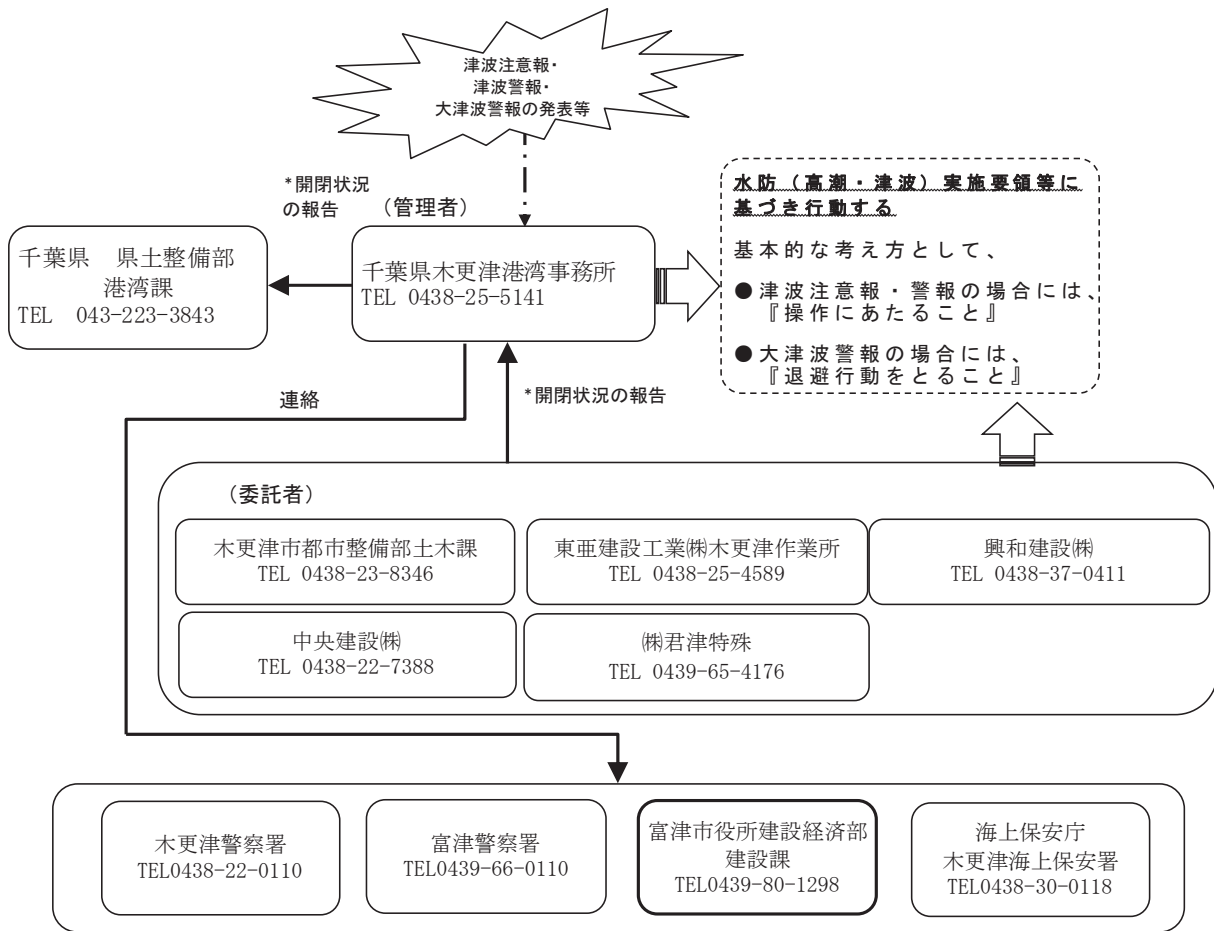 津波注意報・
津波警報・
大津波警報の発表等
*開閉状況
の報告
（管理者）
千葉県　県土整備部
港湾課
TEL　043-223-3843
千葉県木更津港湾事務所
TEL 0438-25-5141
水防（高潮・津波）実施要領等に
基づき行動する
基本的な考え方として、
●津波注意報・警報の場合には、
『操作にあたること』
●大津波警報の場合には、
『退避行動をとること』
連絡
*開閉状況の報告
（委託者）
木更津市都市整備部土木課
TEL 0438-23-8346
東亜建設工業㈱木更津作業所
TEL 0438-25-4589
興和建設㈱
TEL 0438-37-0411
中央建設㈱
TEL 0438-22-7388
㈱君津特殊
TEL 0439-65-4176
木更津警察署
TEL0438-22-0110
富津警察署
TEL0439-66-0110
富津市役所建設経済部
建設課
TEL0439-80-1298
海上保安庁
木更津海上保安署
TEL0438-30-0118